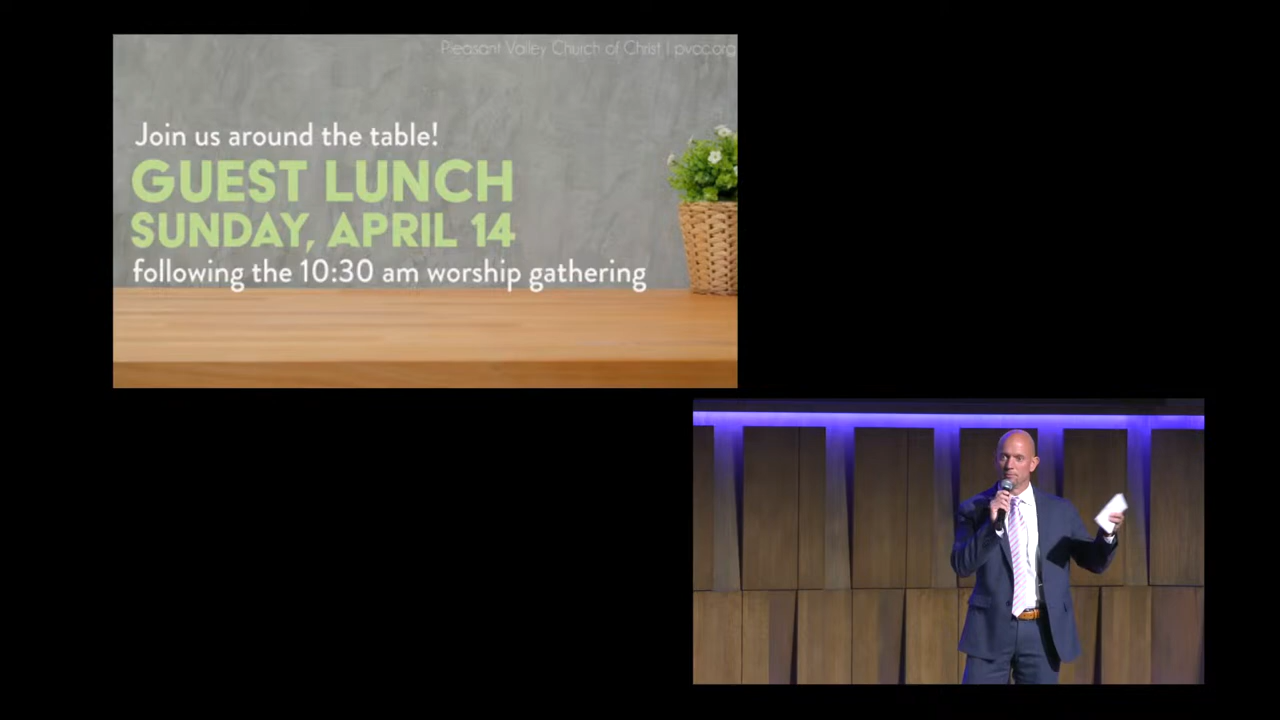 Pleasant Valley Church of Christ | pvcc.org
Join us around the table!
GUEST LUNCH
SUNDAY, APRIL 14
following the 10:30 am worship gathering